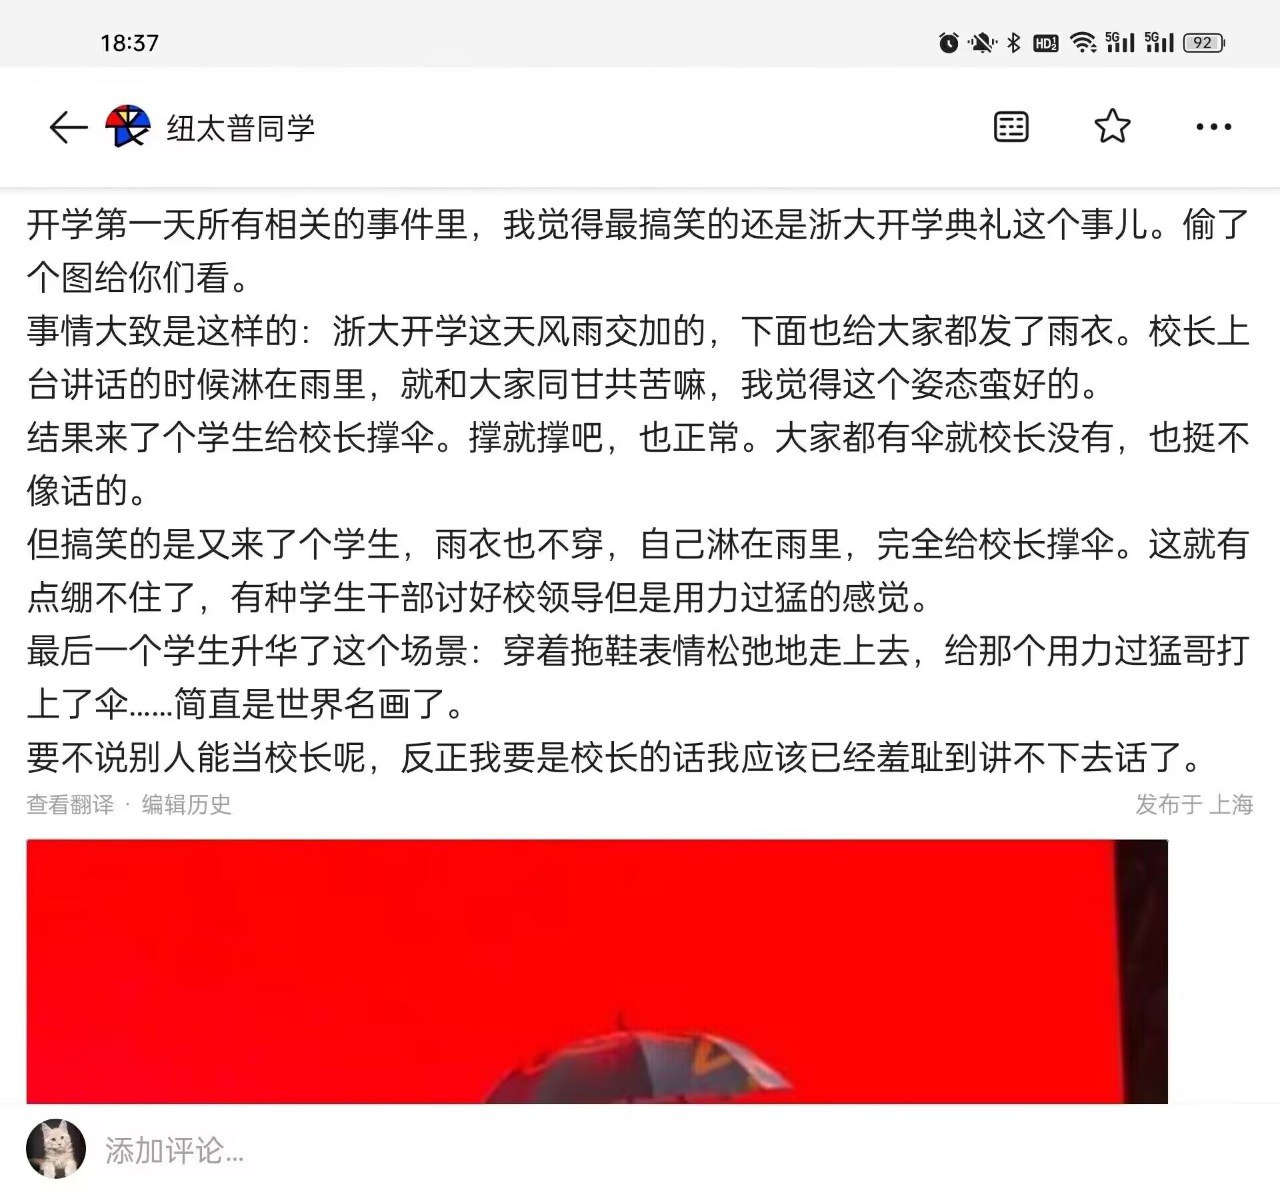 18:37
HD 5G 5G 92
纽太普同学
开学第一天所有相关的事件里，我觉得最搞笑的还是浙大开学典礼这个事儿。偷了
个图给你们看。
事情大致是这样的：浙大开学这天风雨交加的，下面也给大家都发了雨衣。校长上
台讲话的时候淋在雨里，就和大家同甘共苦嘛，我觉得这个姿态蛮好的。
结果来了个学生给校长撑伞。撑就撑吧，也正常。大家都有伞就校长没有，也挺不
像话的。
但搞笑的是又来了个学生，雨衣也不穿，自己淋在雨里，完全给校长撑伞。这就有
点绷不住了，有种学生干部讨好校领导但是用力过猛的感觉。
最后一个学生升华了这个场景：穿着拖鞋表情松弛地走上去，给那个用力过猛哥打
上了伞......简直是世界名画了。
要不说别人能当校长呢，反正我要是校长的话我应该已经羞耻到讲不下去话了。
查看翻译 · 编辑历史 发布于 上海
添加评论...